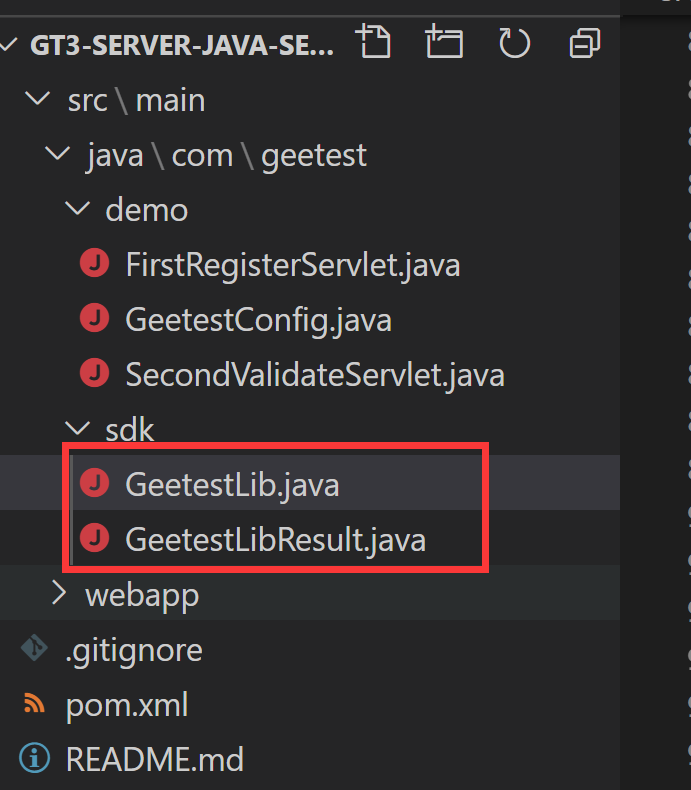 GT3-SERVER-JAVA-SE...
src \ main
java \ com \ geetest
demo
J FirstRegisterServlet.java
J GeetestConfig.java
J SecondValidateServlet.java
sdk
J GeetestLib.java
J GeetestLibResult.java
webapp
.gitignore
pom.xml
README.md